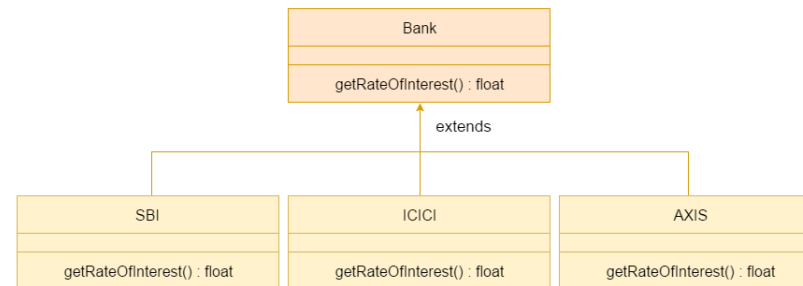 Bank
getRateOfInterest() : float
extends
SBI
ICICI
AXIS
getRateOfInterest() : float
getRateOfInterest() : float
getRateOfInterest() : float